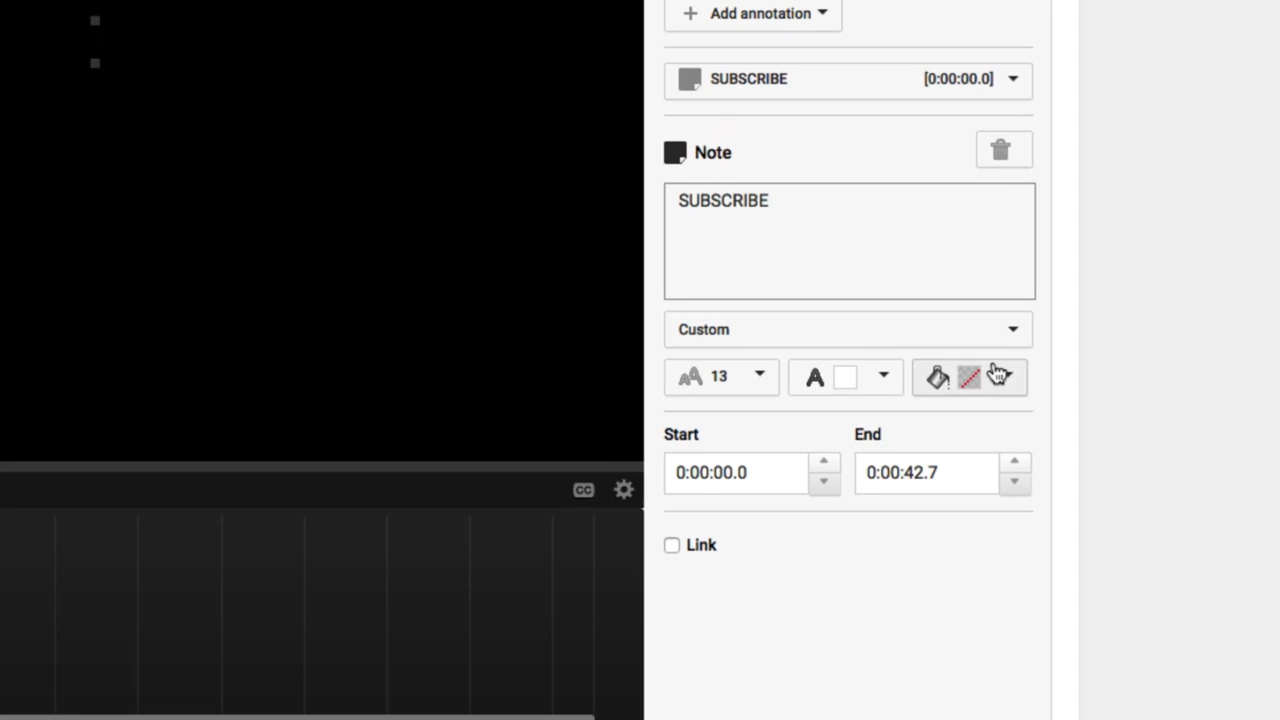 Add annotation
SUBSCRIBE [0:00:00.0]
Note
SUBSCRIBE
Custom
13
Start End
0:00:00.0 0:00:42.7
CC
Link